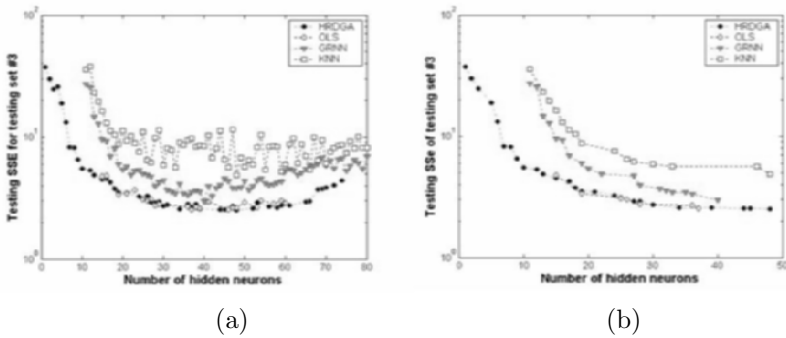 10²
10¹
10⁰
Testing SSE for testing set #3
HRDGA
OLS
GRNN
KNN
0 10 20 30 40 50 60 70 80
Number of hidden neurons
(a)
10²
10¹
10⁰
Testing SSe of testing set #3
HRDGA
OLS
GRNN
KNN
0 10 20 30 40 50
Number of hidden neurons
(b)